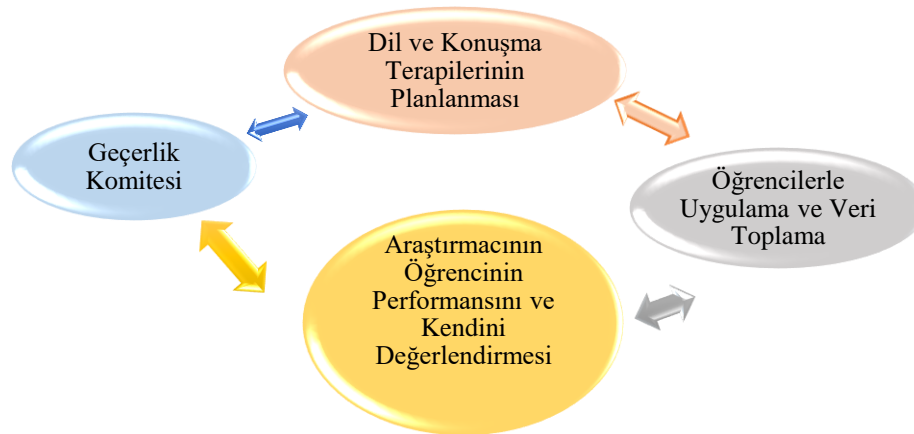 Dil ve Konuşma
Terapilerinin
Planlanması
Geçerlik
Komitesi
Öğrencilerle
Uygulama ve Veri
Toplama
Araştırmacının
Öğrencinin
Performansını ve
Kendini
Değerlendirmesi